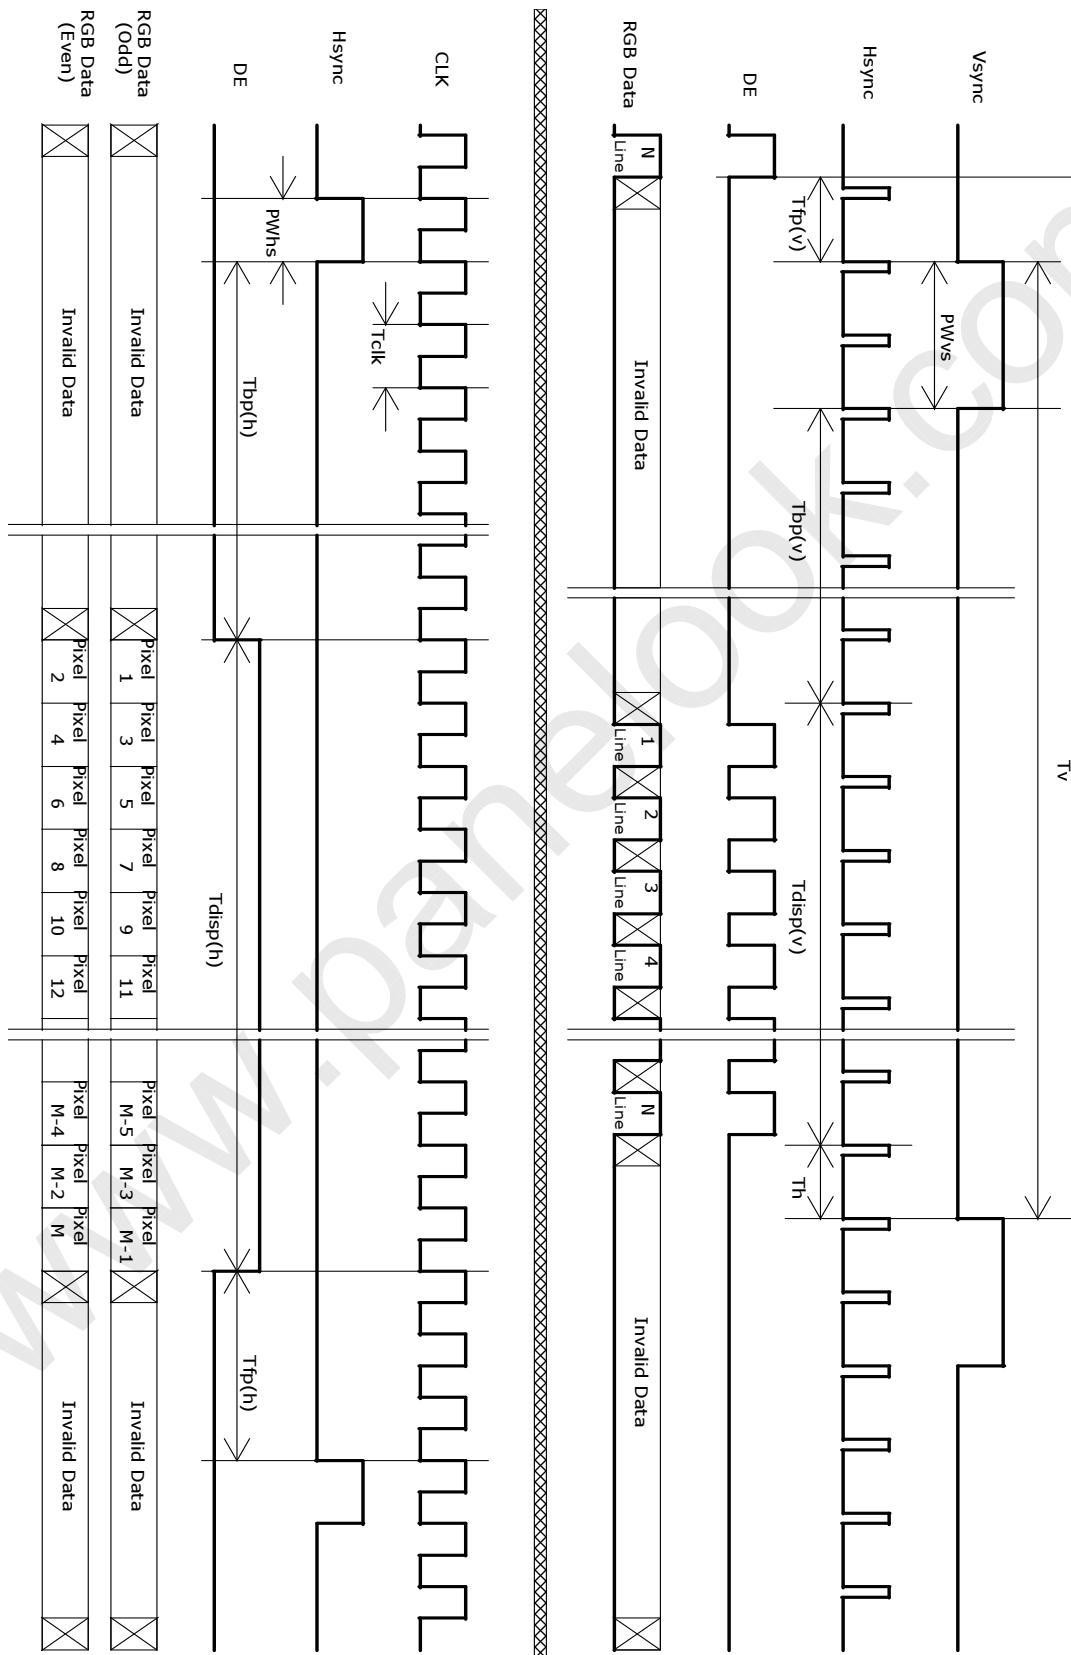 Vsync
Tv
PWvs
Hsync
Tfp(v)
Tbp(v)
Tdisp(v)
Th
DE
RGB Data
Line N
Invalid Data
Line 1
Line 2
Line 3
Line 4
Line N
Invalid Data
CLK
Tclk
Hsync
PWhs
DE
Tbp(h)
Tdisp(h)
Tfp(h)
RGB Data
(Odd)
Invalid Data
Pixel 1
Pixel 3
Pixel 5
Pixel 7
Pixel 9
Pixel 11
Pixel M-5
Pixel M-3
Pixel M-1
Invalid Data
RGB Data
(Even)
Invalid Data
Pixel 2
Pixel 4
Pixel 6
Pixel 8
Pixel 10
Pixel 12
Pixel M-4
Pixel M-2
Pixel M
Invalid Data
www.panelook.com